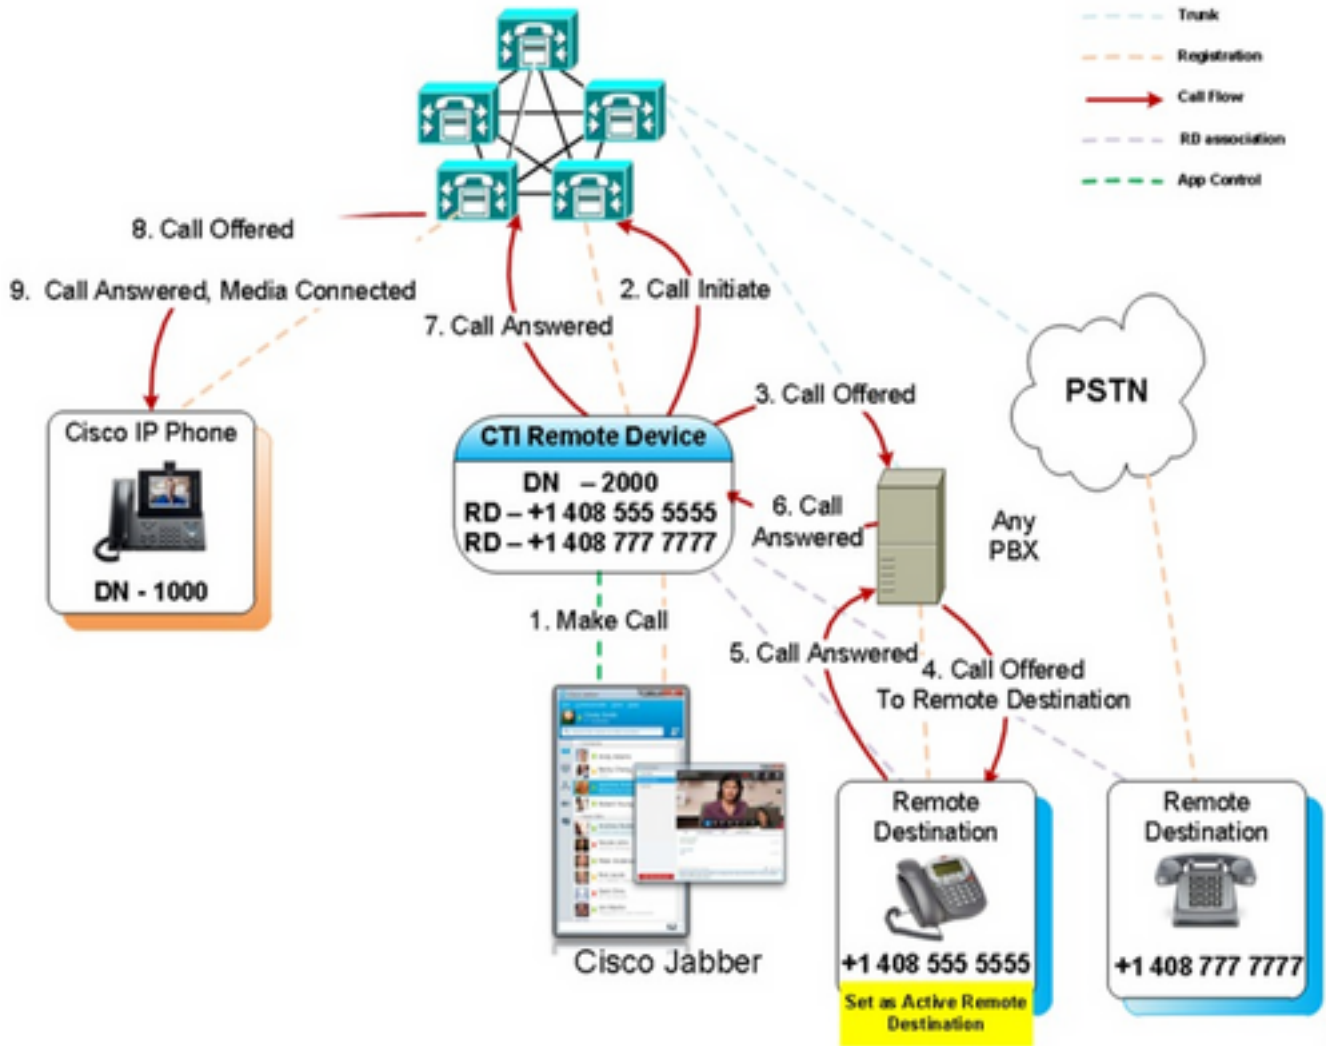 Trunk
Registration
Call Flow
RD association
App Control
8. Call Offered
9. Call Answered, Media Connected
2. Call Initiate
7. Call Answered
PSTN
3. Call Offered
Cisco IP Phone
DN - 1000
CTI Remote Device
DN – 2000
RD – +1 408 555 5555
RD – +1 408 777 7777
6. Call
Answered
Any
PBX
1. Make Call
5. Call Answered
4. Call Offered
To Remote Destination
Cisco Jabber
Remote
Destination
+1 408 555 5555
Set as Active Remote
Destination
Remote
Destination
+1 408 777 7777